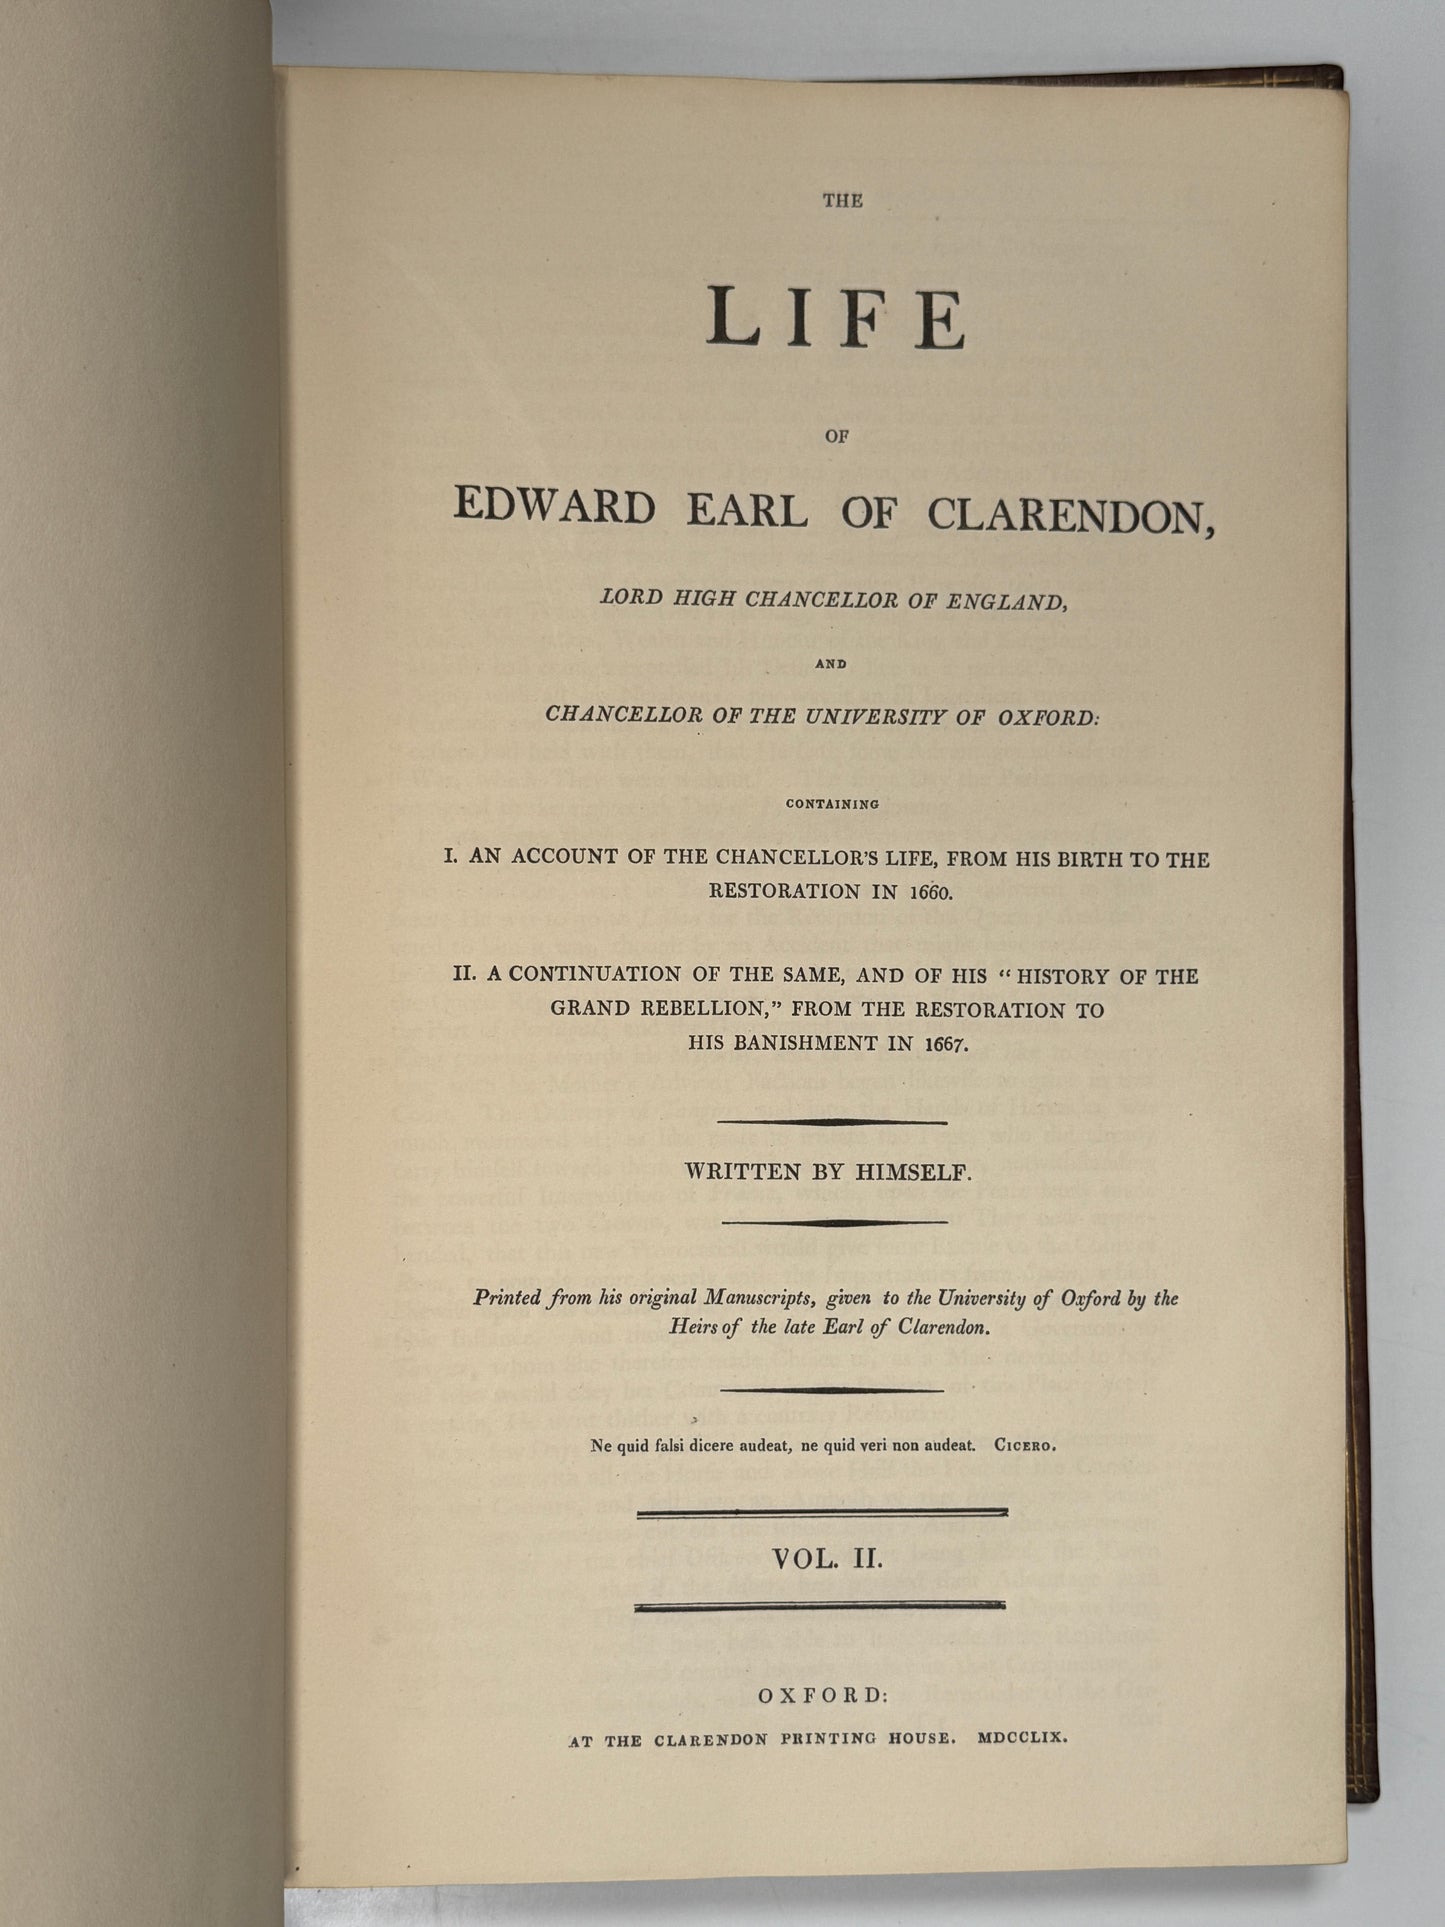 THE
LIFE
OF
EDWARD EARL OF CLARENDON,
LORD HIGH CHANCELLOR OF ENGLAND,
AND
CHANCELLOR OF THE UNIVERSITY OF OXFORD:
CONTAINING
I. AN ACCOUNT OF THE CHANCELLOR'S LIFE, FROM HIS BIRTH TO THE
RESTORATION IN 1660.
II. A CONTINUATION OF THE SAME, AND OF HIS "HISTORY OF THE
GRAND REBELLION," FROM THE RESTORATION TO
HIS BANISHMENT IN 1667.
WRITTEN BY HIMSELF.
Printed from his original Manuscripts, given to the University of Oxford by the
Heirs of the late Earl of Clarendon.
Ne quid falsi dicere audeat, ne quid veri non audeat. CICERO.
VOL. II.
OXFORD:
AT THE CLARENDON PRINTING HOUSE. MDCCLIX.